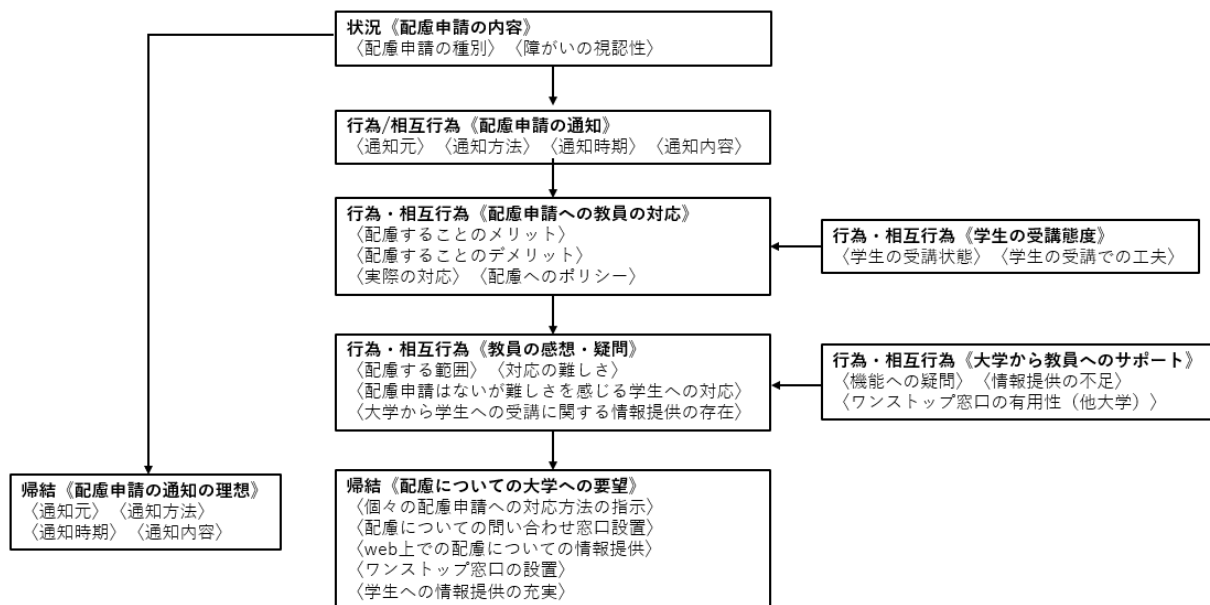 状況《配慮申請の内容》
〈配慮申請の種別〉〈障がいの視認性〉
行為/相互行為《配慮申請の通知》
〈通知元〉〈通知方法〉〈通知時期〉〈通知内容〉
行為・相互行為《配慮申請への教員の対応》
〈配慮することのメリット〉
〈配慮することのデメリット〉
〈実際の対応〉〈配慮へのポリシー〉
行為・相互行為《学生の受講態度》
〈学生の受講状態〉〈学生の受講での工夫〉
行為・相互行為《教員の感想・疑問》
〈配慮する範囲〉〈対応の難しさ〉
〈配慮申請はないが難しさを感じる学生への対応〉
〈大学から学生への受講に関する情報提供の存在〉
行為・相互行為《大学から教員へのサポート》
〈機能への疑問〉〈情報提供の不足〉
〈ワンストップ窓口の有用性（他大学）〉
帰結《配慮申請の通知の理想》
〈通知元〉〈通知方法〉
〈通知時期〉〈通知内容〉
帰結《配慮についての大学への要望》
〈個々の配慮申請への対応方法の指示〉
〈配慮についての問い合わせ窓口設置〉
〈web上での配慮についての情報提供〉
〈ワンストップ窓口の設置〉
〈学生への情報提供の充実〉